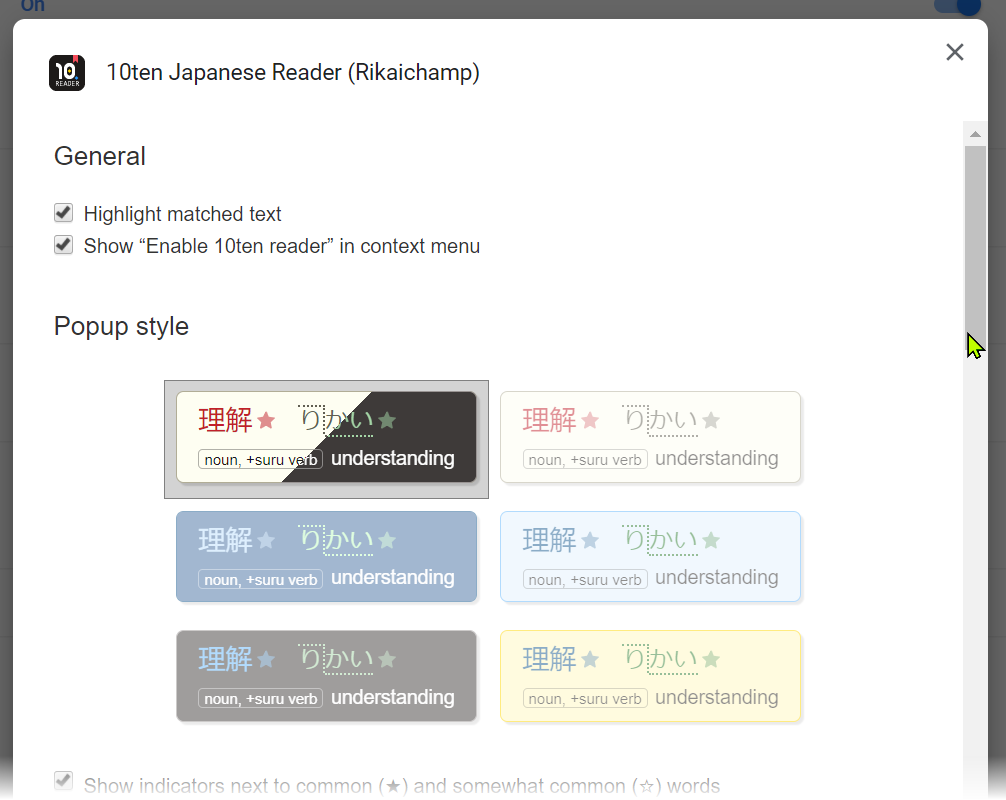 On
10 READER
10ten Japanese Reader (Rikaichamp)
General
Highlight matched text
Show “Enable 10ten reader” in context menu
Popup style
理解★ りかい★
noun, +suru verb understanding
理解★ りかい★
noun, +suru verb understanding
理解★ りかい★
noun, +suru verb understanding
理解★ りかい★
noun, +suru verb understanding
理解★ りかい★
noun, +suru verb understanding
理解★ りかい★
noun, +suru verb understanding
Show indicators next to common (★) and somewhat common (☆) words